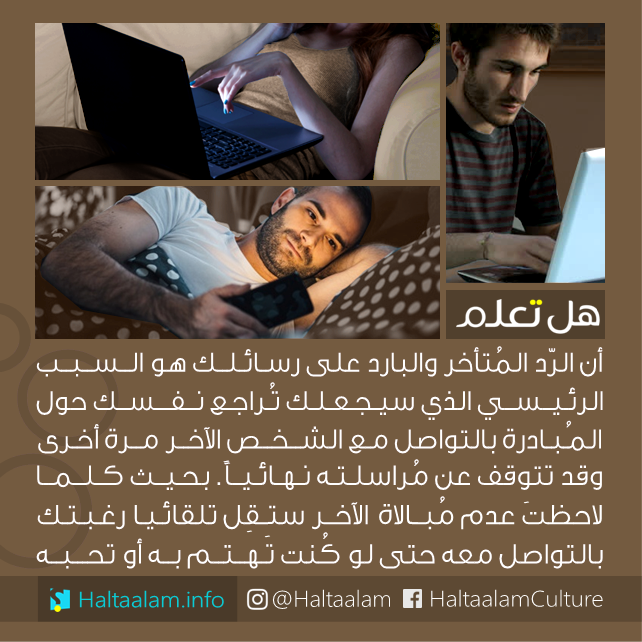 هل تعلم
أن الرّد المُتأخر والبارد على رسائلك هو السبب
الرئيسي الذي سيجعلك تُراجع نفسك حول
المُبادرة بالتواصل مع الشخص الآخر مرة أخرى
وقد تتوقف عن مُراسلته نهائياً. بحيث كلما
لاحظتَ عدم مُبالاة الآخر ستقِل تلقائيا رغبتك
بالتواصل معه حتى لو كُنت تَهتم به أو تحبه
Haltaalam.info @Haltaalam HaltaalamCulture